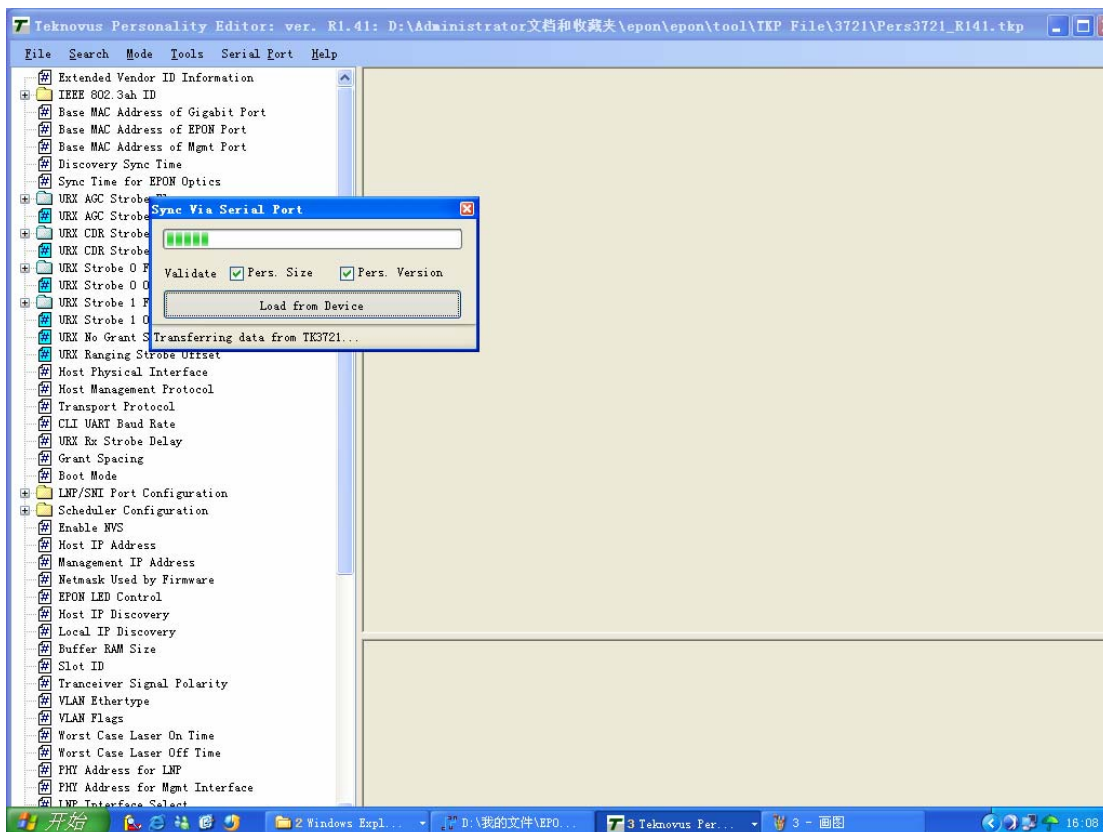 Teknovus Personality Editor: ver. R1.41: D:\Administrator文档和收藏夹\epon\epon\tool\TKP File\3721\Pers3721_R141.tkp
File Search Mode Tools Serial Port Help
Extended Vendor ID Information
IEEE 802.3ah ID
Base MAC Address of Gigabit Port
Base MAC Address of EPON Port
Base MAC Address of Mgmt Port
Discovery Sync Time
Sync Time for EPON Optics
URX AGC Strobe
URX AGC Strobe
URX CDR Strobe
URX CDR Strobe
URX Strobe 0 F
URX Strobe 0 O
URX Strobe 1 F
URX Strobe 1 O
URX No Grant S
URX Ranging Strobe Offset
Host Physical Interface
Host Management Protocol
Transport Protocol
CLI UART Baud Rate
URX Rx Strobe Delay
Grant Spacing
Boot Mode
LNP/SNI Port Configuration
Scheduler Configuration
Enable NVS
Host IP Address
Management IP Address
Netmask Used by Firmware
EPON LED Control
Host IP Discovery
Local IP Discovery
Buffer RAM Size
Slot ID
Tranceiver Signal Polarity
VLAN Ethertype
VLAN Flags
Worst Case Laser On Time
Worst Case Laser Off Time
PHY Address for LNP
PHY Address for Mgmt Interface
LNP Interface Select
Sync Via Serial Port
Validate Pers. Size Pers. Version
Load from Device
Transferring data from TK3721...
开始 2 Windows Expl... D:\我的文件\EPO... 3 Teknovus Per... 3 - 画图 16:08